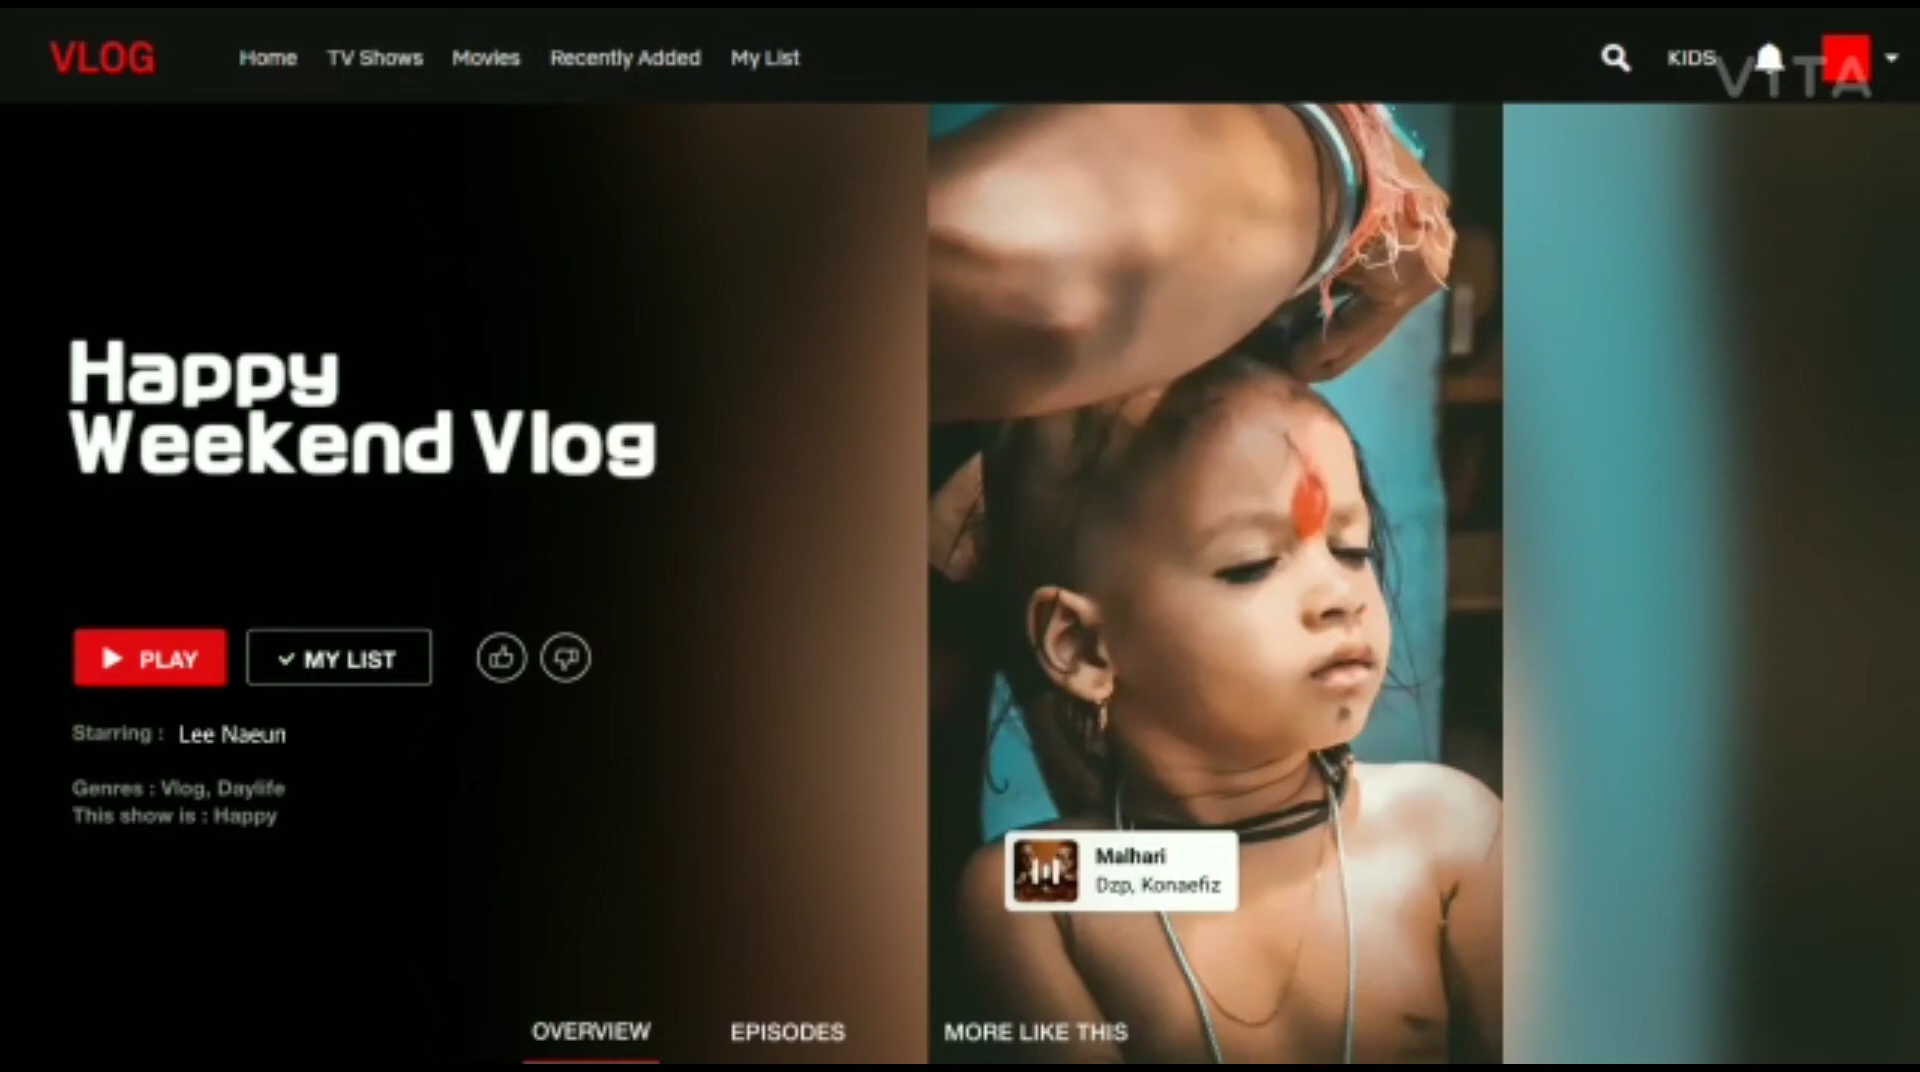 VLOG
Home
TV Shows
Movies
Recently Added
My List
KIDS
VITA
Happy
Weekend Vlog
PLAY
MY LIST
Starring : Lee Naeun
Genres : Vlog, Daylife
This show is : Happy
Malhari
Dzp, Konaefiz
OVERVIEW
EPISODES
MORE LIKE THIS